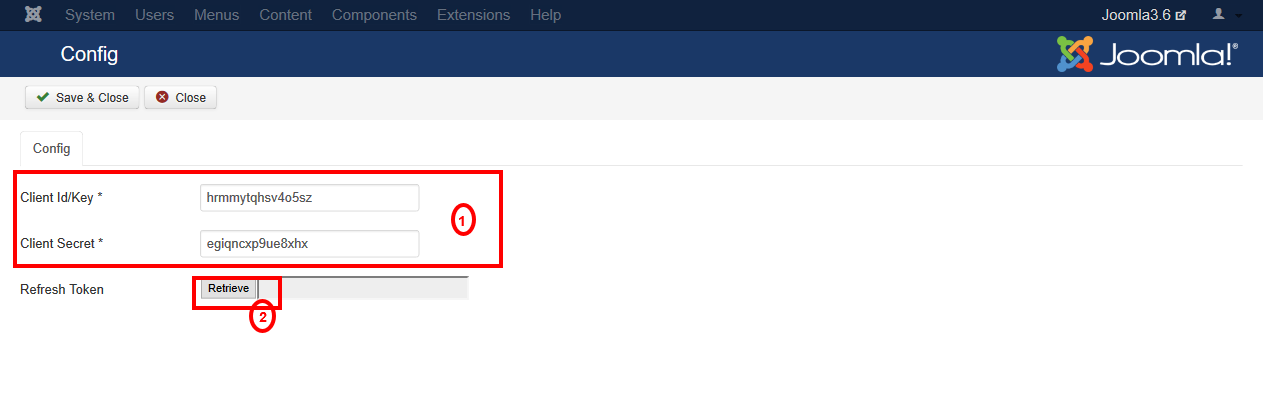 System Users Menus Content Components Extensions Help Joomla3.6
Config Joomla!®
Save & Close Close
Config
Client Id/Key * hrmmytqhsv4o5sz
1
Client Secret * egiqncxp9ue8xhx
Refresh Token Retrieve
2